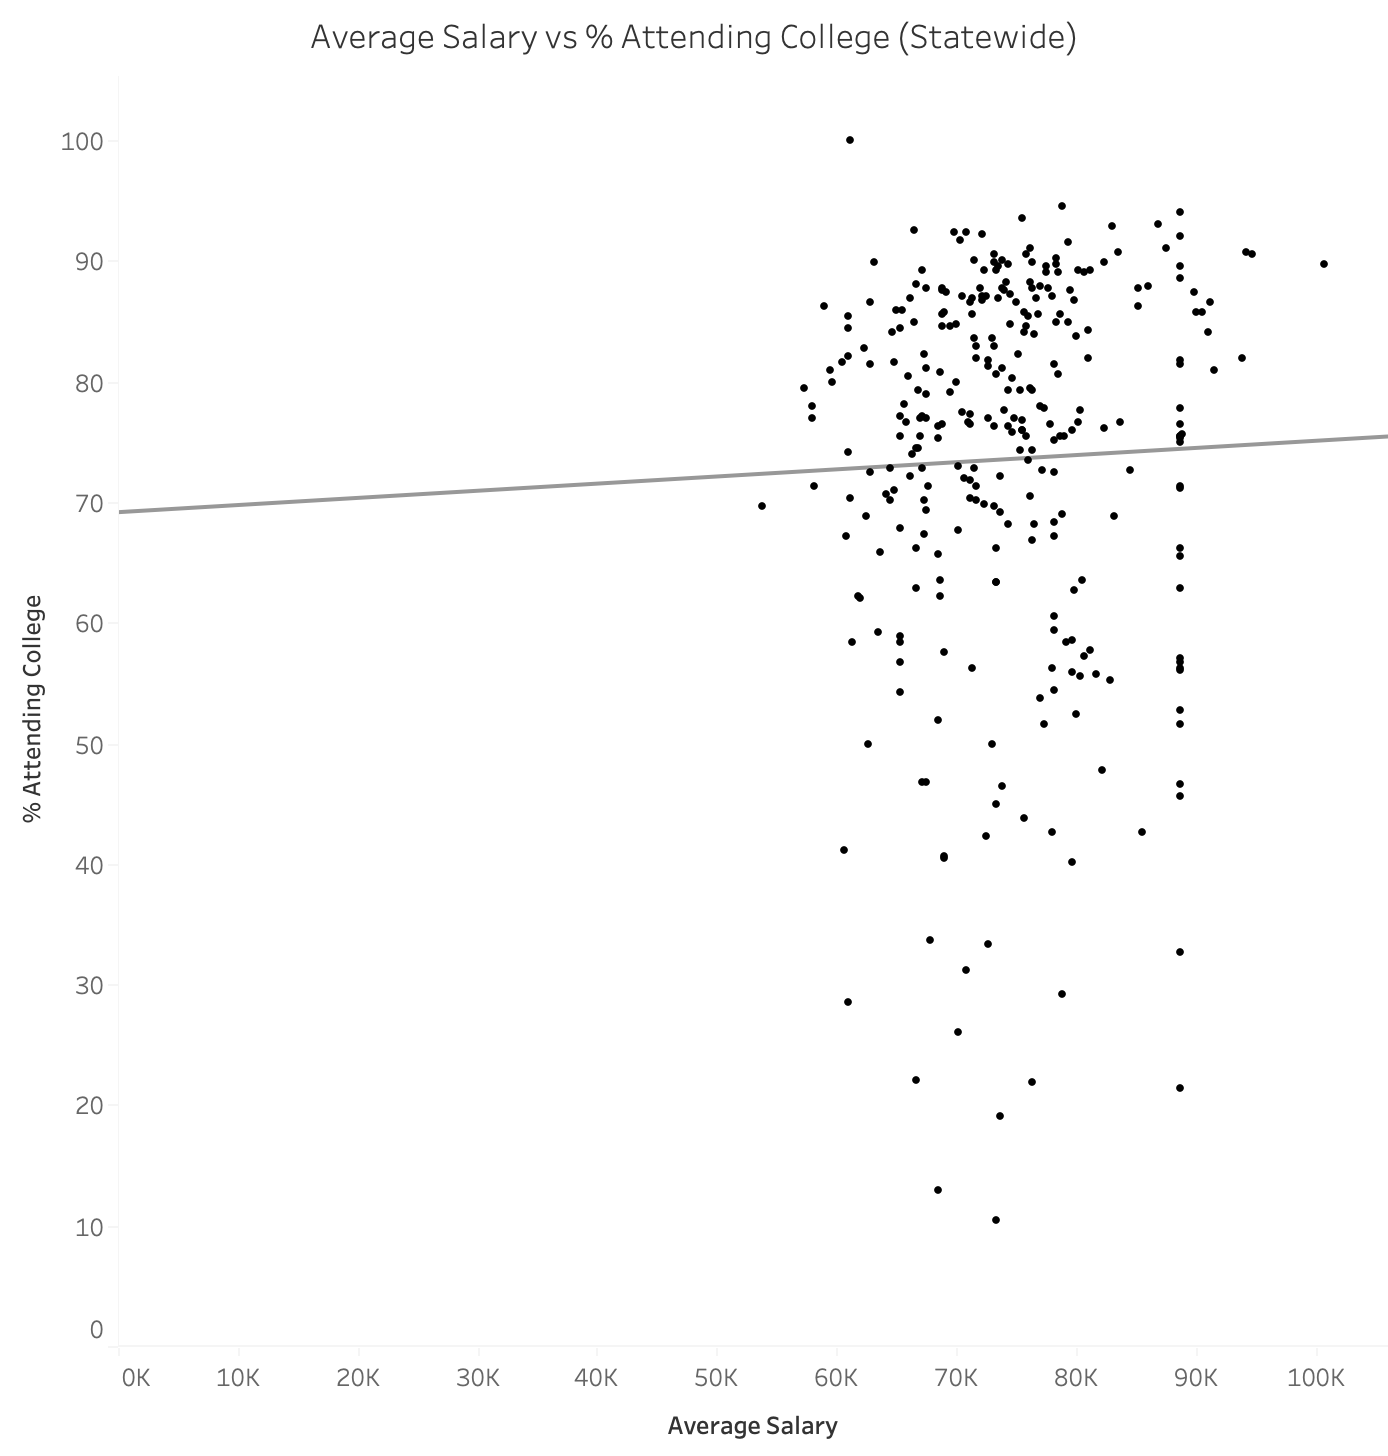 Average Salary vs % Attending College (Statewide)
100
90
80
70
60
50
40
30
20
10
0
% Attending College
0K 10K 20K 30K 40K 50K 60K 70K 80K 90K 100K
Average Salary